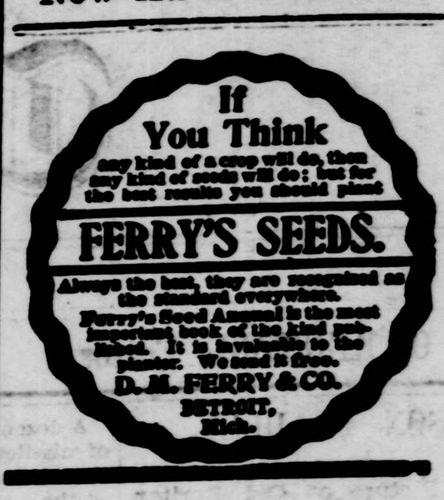 If
You Think
any kind of a crop will do, then
any kind of seeds will do; but for
the best results you should plant
FERRY'S SEEDS.
Always the best, they are recognized as
the standard everywhere.
Ferry's Seed Annual is the most
important book of the kind pub-
lished. It is invaluable to the
planter. We send it free.
D. M. FERRY & CO.
DETROIT,
Mich.